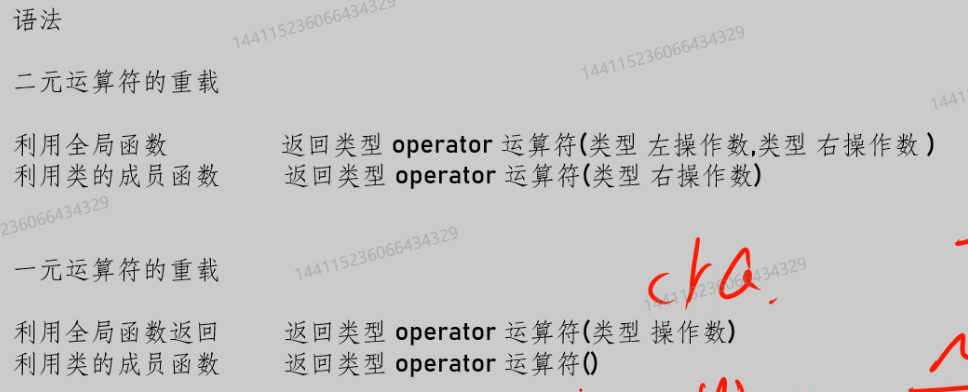 语法
144115236066434329
144115236066434329
二元运算符的重载
利用全局函数 返回类型 operator 运算符(类型 左操作数,类型 右操作数 )
利用类的成员函数 返回类型 operator 运算符(类型 右操作数)
236066434329
144115236066434329
一元运算符的重载
利用全局函数返回 返回类型 operator 运算符(类型 操作数)
利用类的成员函数 返回类型 operator 运算符()